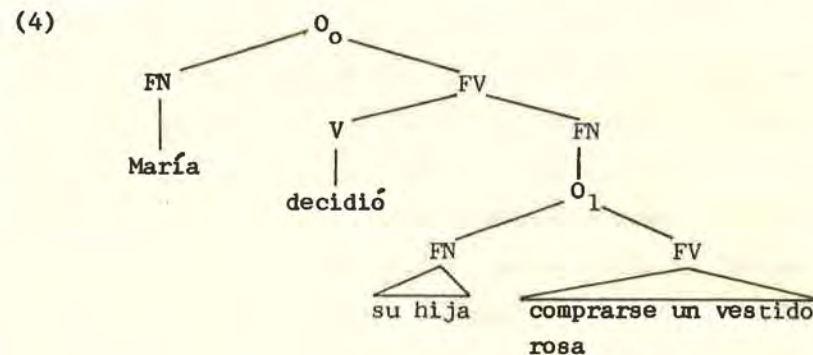 (4)
O₀
FN FV
V FN
María
decidió O₁
FN FV
su hija comprarse un vestido
rosa